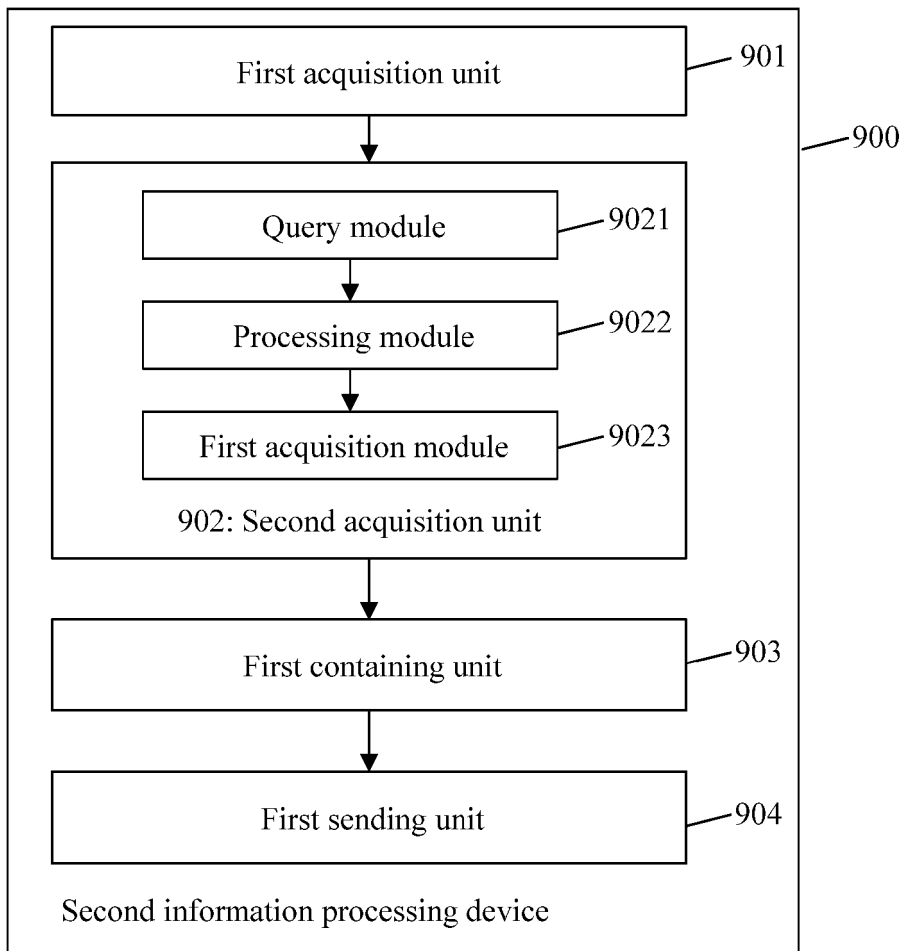 First acquisition unit
901
900
Query module
9021
Processing module
9022
First acquisition module
9023
902: Second acquisition unit
First containing unit
903
First sending unit
904
Second information processing device